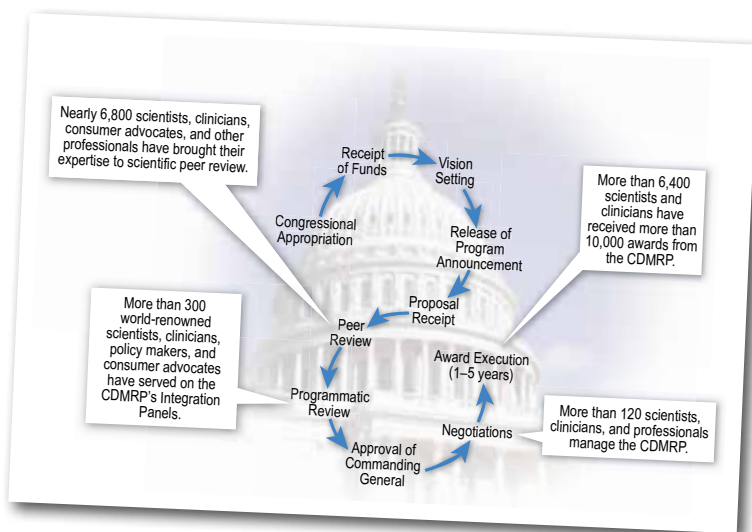 Nearly 6,800 scientists, clinicians,
consumer advocates, and other
professionals have brought their
expertise to scientific peer review.
Receipt
of Funds
Vision
Setting
Congressional
Appropriation
Release of
Program
Announcement
More than 6,400
scientists and
clinicians have
received more than
10,000 awards from
the CDMRP.
Proposal
Receipt
Peer
Review
More than 300
world-renowned
scientists, clinicians,
policy makers, and
consumer advocates
have served on the
CDMRP's Integration
Panels.
Award Execution
(1–5 years)
Programmatic
Review
Negotiations
More than 120 scientists,
clinicians, and professionals
manage the CDMRP.
Approval of
Commanding
General